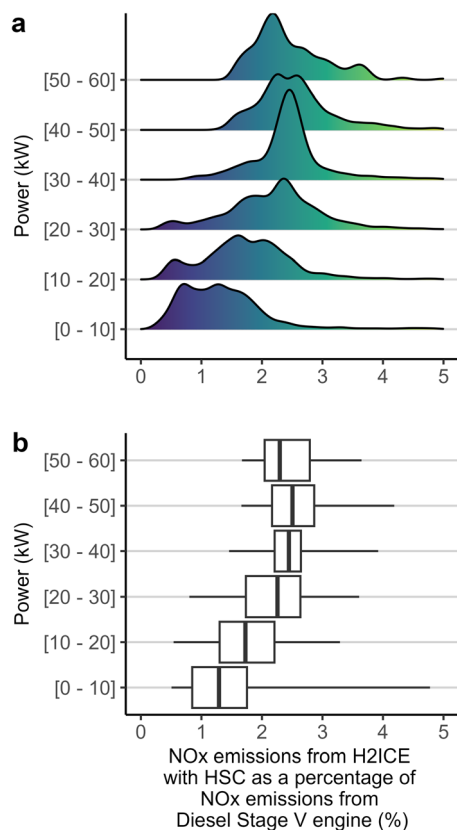 a
Power (kW)
[50 - 60]
[40 - 50]
[30 - 40]
[20 - 30]
[10 - 20]
[0 - 10]
0 1 2 3 4 5
b
Power (kW)
[50 - 60]
[40 - 50]
[30 - 40]
[20 - 30]
[10 - 20]
[0 - 10]
0 1 2 3 4 5
NOx emissions from H2ICE
with HSC as a percentage of
NOx emissions from
Diesel Stage V engine (%)